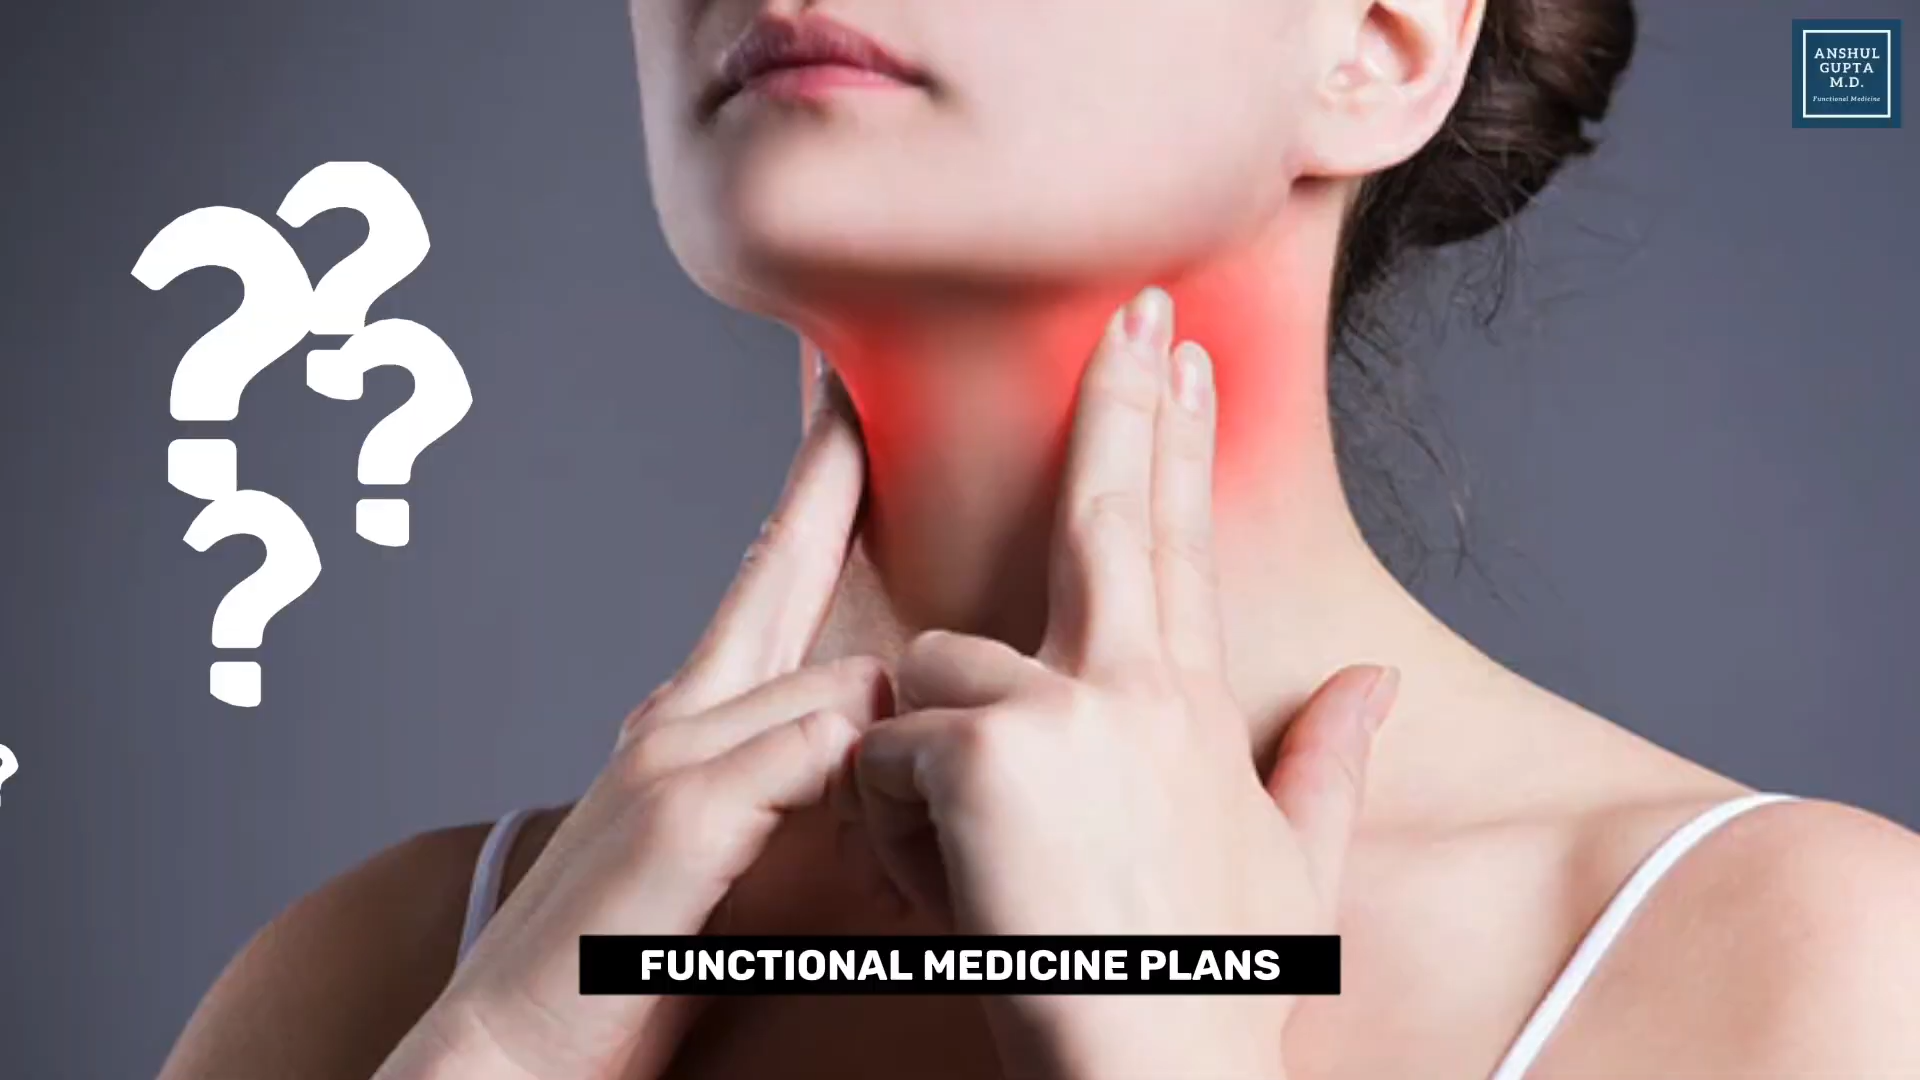 ANSHUL
GUPTA
M.D.
Functional Medicine
? ? ? ?
?
FUNCTIONAL MEDICINE PLANS